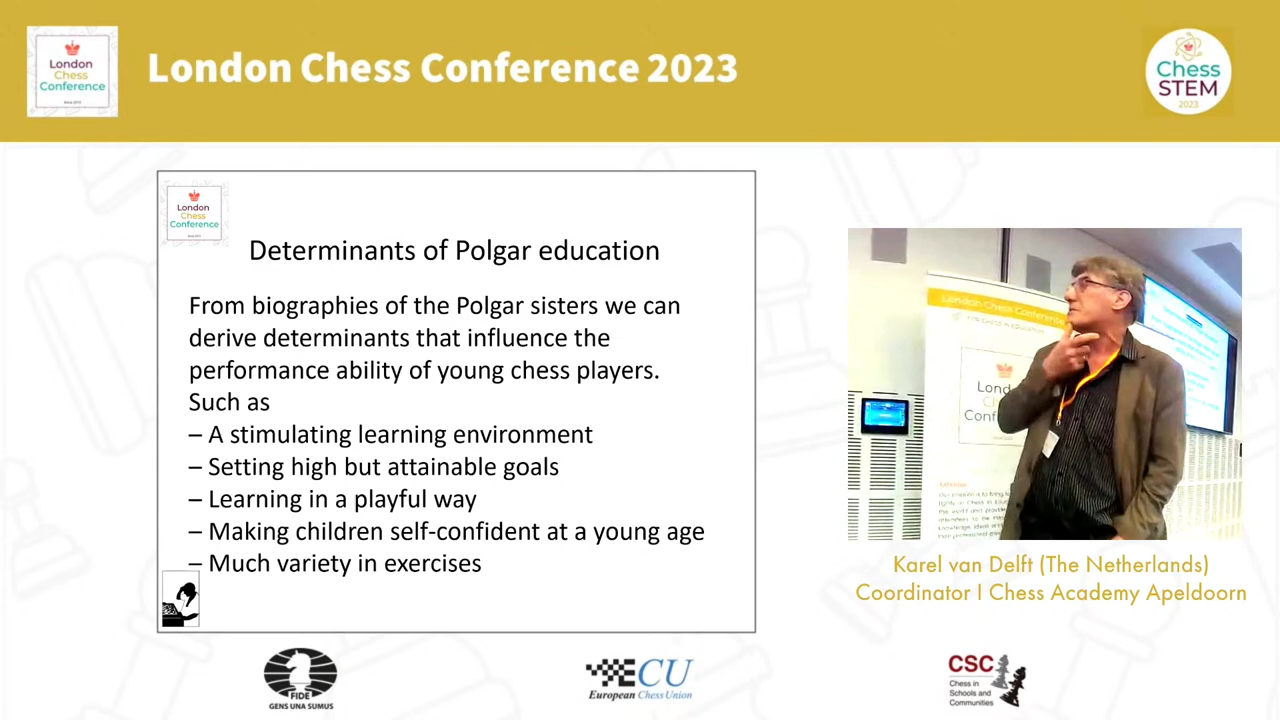 London
Chess
Conference
London Chess Conference 2023
Chess
STEM
2023
London
Chess
Conference
Determinants of Polgar education
From biographies of the Polgar sisters we can
derive determinants that influence the
performance ability of young chess players.
Such as
– A stimulating learning environment
– Setting high but attainable goals
– Learning in a playful way
– Making children self-confident at a young age
– Much variety in exercises
London Chess Conference
FOR CHESS IN EDUCATION
Karel van Delft (The Netherlands)
Coordinator I Chess Academy Apeldoorn
FIDE
GENS UNA SUMUS
ECU
European Chess Union
CSC
Chess in
Schools and
Communities